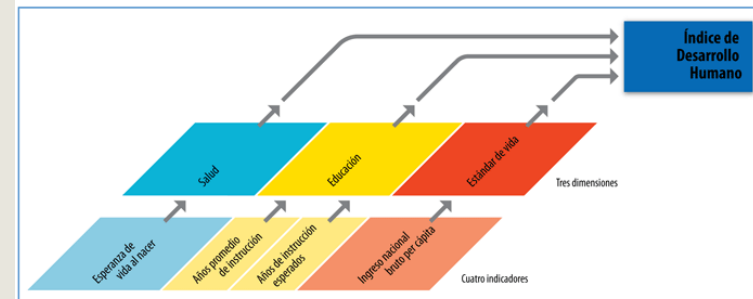 Índice de
Desarrollo
Humano
Salud
Educación
Estándar de vida
Tres dimensiones
Esperanza de
vida al nacer
Años promedio
de instrucción
Años de instrucción
esperados
Ingreso nacional
bruto per cápita
Cuatro indicadores